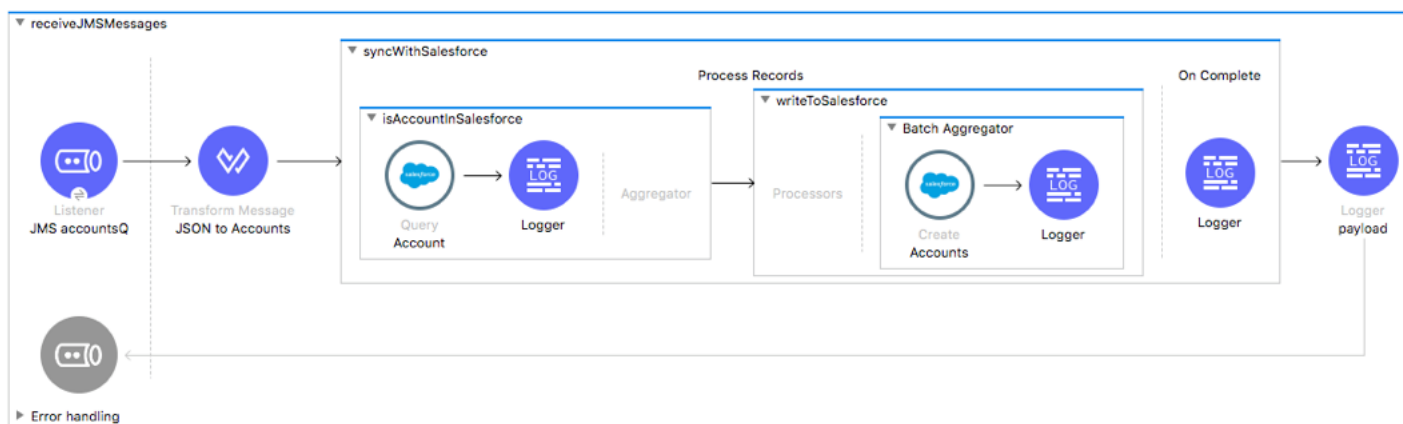 receiveJMSMessages
syncWithSalesforce
Process Records
On Complete
isAccountInSalesforce
writeToSalesforce
Batch Aggregator
salesforce
LOG
Aggregator
Processors
salesforce
LOG
LOG
LOG
Listener
JMS accountsQ
Transform Message
JSON to Accounts
Query
Account
Logger
Create
Accounts
Logger
Logger
Logger
payload
Error handling